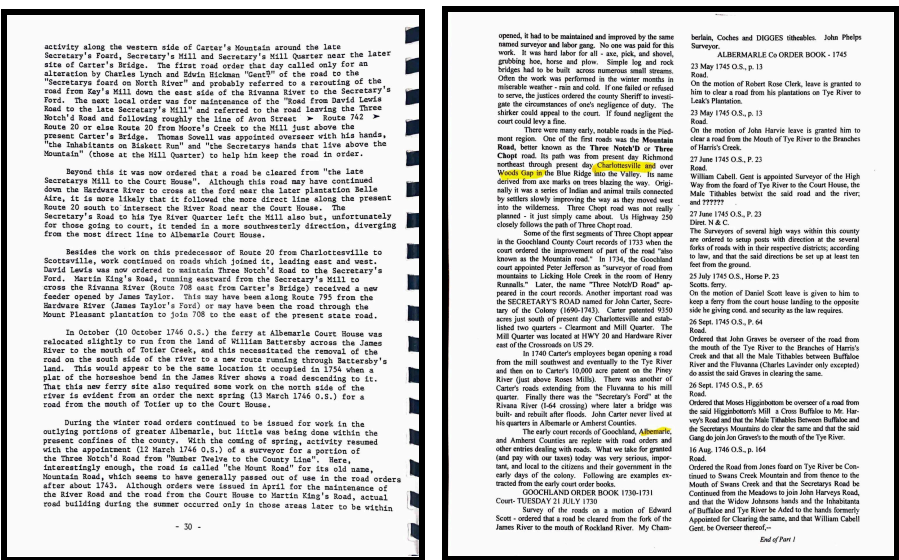 activity along the western side of Carter's Mountain around the late
Secretary's Foard, Secretary's Mill and Secretary's Mill Quarter near the later
site of Carter's Bridge. The first road order that day called only for an
alteration by Charles Lynch and Edwin Hickman "Gent?" of the road to the
"Secretarys foard on North River" and probably referred to a rerouting of the
road from Kay's Mill down the east side of the Rivanna River to the Secretary's
Ford. The next local order was for maintenance of the "Road from David Lewis
Road to the late Secretary's Mill" and referred to the road leaving the Three
Notch'd Road and following roughly the line of Avon Street ➤ Route 742 ➤
Route 20 or else Route 20 from Moore's Creek to the Mill just above the
present Carter's Bridge. Thomas Sowell was appointed overseer with his hands,
"the Inhabitants on Biskett Run" and "the Secretarys hands that live above the
Mountain" (those at the Mill Quarter) to help him keep the road in order.
Beyond this it was now ordered that a road be cleared from "the late
Secretarys Mill to the Court House". Although this road may have continued
down the Hardware River to cross at the ford near the later plantation Belle
Aire, it is more likely that it followed the more direct line along the present
Route 20 south to intersect the River Road near the Court House. The
Secretary's Road to his Tye River Quarter left the Mill also but, unfortunately
for those going to court, it tended in a more southwesterly direction, diverging
from the most direct line to Albemarle Court House.
Besides the work on this predecessor of Route 20 from Charlottesville to
Scottsville, work continued on roads which joined it, leading east and west.
David Lewis was now ordered to maintain Three Notch'd Road to the Secretary's
Ford. Martin King's Road, running eastward from the Secretary's Mill to
cross the Rivanna River (Route 708 east from Carter's Bridge) received a new
feeder opened by James Taylor. This may have been along Route 795 from the
Hardware River (James Taylor's Ford) or may have been the road through the
Mount Pleasant plantation to join 708 to the east of the present state road.
In October (10 October 1746 O.S.) the ferry at Albemarle Court House was
relocated slightly to run from the land of William Battersby across the James
River to the mouth of Totier Creek, and this necessitated the removal of the
road on the south side of the river to a new route running through Battersby's
land. This would appear to be the same location it occupied in 1754 when a
plat of the horseshoe bend in the James River shows a road descending to it.
That this new ferry site also required some work on the north side of the
river is evident from an order the next spring (13 March 1746 O.S.) for a
road from the mouth of Totier up to the Court House.
During the winter road orders continued to be issued for work in the
outlying portions of greater Albemarle, but little was being done within the
present confines of the county. With the coming of spring, activity resumed
with the appointment (12 March 1746 O.S.) of a surveyor for a portion of
the Three Notch'd Road from "Number Twelve to the County Line". Here,
interestingly enough, the road is called "the Mount Road" for its old name,
Mountain Road, which seems to have generally passed out of use in the road orders
after about 1743. Although orders were issued in April for the maintenance of
the River Road and the road from the Court House to Martin King's Road, actual
road building during the summer occurred only in those areas later to be within
- 30 -
opened, it had to be maintained and improved by the same
named surveyor and labor gang. No one was paid for this
work. It was hard labor for all - axe, pick, and shovel,
grubbing hoe, horse and plow. Simple log and rock
bridges had to be built across numerous small streams.
Often the work was performed in the winter months in
miserable weather - rain and cold. If one failed or refused
to serve, the justices ordered the county Sheriff to investi-
gate the circumstances of one's negligence of duty. The
shirker could appeal to the court. If found negligent the
court could levy a fine.
There were many early, notable roads in the Pied-
mont region. One of the first roads was the Mountain
Road, better known as the Three Notch'D or Three
Chopt road. Its path was from present day Richmond
northeast through present day Charlottesville and over
Woods Gap in the Blue Ridge into the Valley. Its name
derived from axe marks on trees blazing the way. Origi-
nally it was a series of Indian and animal trails connected
by settlers slowly improving the way as they moved west
into the wilderness. Three Chopt road was not really
planned - it just simply came about. Us Highway 250
closely follows the path of Three Chopt.
Some of the first segments of Three Chopt appear
in the Goochland County Court records of 1733 when the
court ordered the improvement of part of the road "also
known as the Mountain road." In 1734, the Goochland
court appointed Peter Jefferson as "surveyor of road from
mountains to Licking Hole Creek in the room of Henry
Runnalls." Later, the name "Three Notch'D Road" ap-
peared in the court records. Another important road was
the SECRETARY'S ROAD named for John Carter, Secre-
tary of the Colony (1690-1743). Carter patented 9350
acres just south of present day Charlottesville and estab-
lished two quarters - Clearmont and Mill Quarter. The
Mill Quarter was located at HWY 20 and Hardware River
east of the Crossroads on US 29.
In 1740 Carter's employees began opening a road
from the mill southwest and eventually to the Tye River
and then on to Carter's 10,000 acre patent on the Piney
River (just above Roses Mills). There was another of
Carter's roads extending from the Fluvanna to his mill
quarter. Finally there was the "Secretary's Ford" at the
Rivana River (I-64 crossing) where later a bridge was
built- and rebuilt after floods. John Carter never lived at
his quarters in Albemarle or Amherst Counties.
The early court records of Goochland, Albemarle,
and Amherst Counties are replete with road orders and
other entries dealing with roads. What we take for granted
(and pay with our taxes) today was very serious, impor-
tant, and local to the citizens and their government in the
early days of the colony. Following are examples ex-
tracted from the early court order books.
GOOCHLAND ORDER BOOK 1730-1731
Court- TUESDAY 21 JULY 1730
Survey of the roads on a motion of Edward
Scott - ordered that a road be cleared from the fork of the
James River to the mouth of Rockland River. My Cham-
berlain, Coches and DIGGES titheables. John Phelps
Surveyor.
ALBERMARLE Co ORDER BOOK - 1745
23 May 1745 OS, p. 13
Road.
On the motion of Robert Rose Clerk, leave is granted to
him to clear a road from his plantations on Tye River to
Leak's Plantation.
23 May 1745 OS, p. 13
Road.
On the motion of John Harvie leave is granted him to
clear a road from the Mouth of Tye River to the Branches
of Harris's Creek.
27 June 1745 OS, P. 23
Road.
William Cabell. Gent is appointed Surveyor of the High
Way from the foard of Tye River to the Court House, the
Male Tithables betwixt the said road and the river;
and ??????
27 June 1745 OS, P. 23
Diret. N & C.
The Surveyors of several high ways within this county
are ordered to setup posts with direction at the several
forks of roads with in their respective districts; according
to law, and that the said directions be set up at least ten
feet from the ground.
25 July 1745 OS, Horse P. 23
Scotts. ferry.
On the motion of Daniel Scott leave is given to him to
keep a ferry from the court house landing to the opposite
side he giving cond. and security as the law requires.
26 Sept. 1745 OS, P. 64
Road.
Ordered that John Graves be overseer of the road from
the mouth of Tye River to the Branches of Harris's
Creek and that all the Male Tithables between Buffaloe
River and the Fluvanna (Charles Lavinder only excepted)
do assist the said Graves in clearing the same.
26 Sept. 1745 OS, P. 65
Road.
Ordered that Moses Higginbottom be overseer of a road from
the said Higginbottom's Mill a Cross Buffaloe to Mr. Har-
vey's Road and that the Male Tithables Between Buffaloe and
the Secretarys Mountain do clear the same and that the said
Gang do join Jon Graves's to the mouth of the Tye River.
16 Aug. 1746 OS, P. 164
Road.
Ordered the Road from Jones foard on Tye River be Con-
tinued to Swans Creek Mountain and from thence to the
Mouth of Swans Creek and that the Secretarys Road be
Continued from the Meadows to join John Harveys Road,
and that the Widow Johnsons hands and the Inhabitants
of Buffaloe and Tye River be Aded to the hands formerly
Appointed for Clearing the same, and that William Cabell
Gent. be Overseer thereof,--
End of Part 1